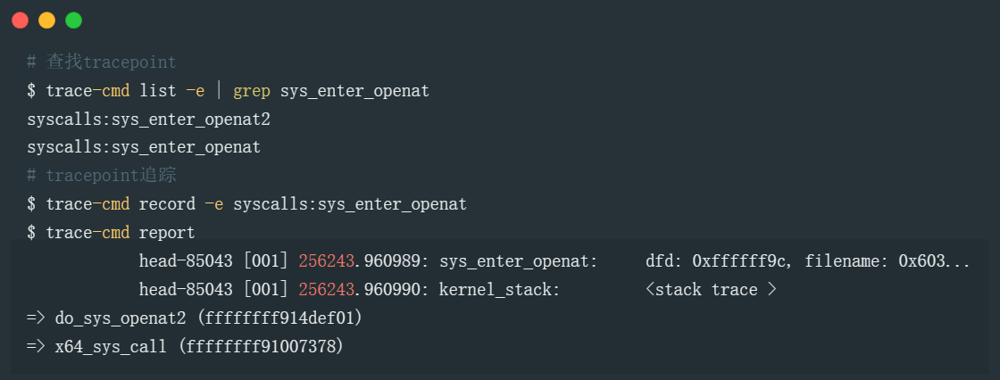 # 查找tracepoint
$ trace-cmd list -e | grep sys_enter_openat
syscalls:sys_enter_openat2
syscalls:sys_enter_openat
# tracepoint追踪
$ trace-cmd record -e syscalls:sys_enter_openat
$ trace-cmd report
            head-85043 [001] 256243.960989: sys_enter_openat:     dfd: 0xffffff9c, filename: 0x603...
            head-85043 [001] 256243.960990: kernel_stack:         <stack trace >
=> do_sys_openat2 (ffffffff914def01)
=> x64_sys_call (ffffffff91007378)